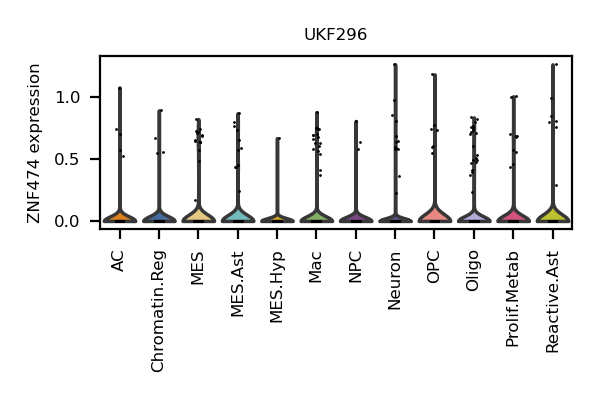 UKF296
ZNF474 expression
1.0
0.5
0.0
AC
Chromatin.Reg
MES
MES.Ast
MES.Hyp
Mac
NPC
Neuron
OPC
Oligo
Prolif.Metab
Reactive.Ast